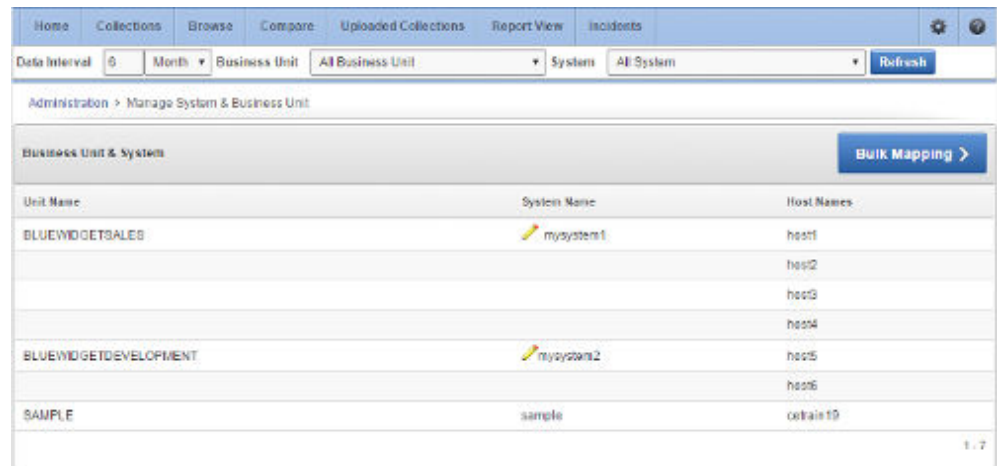 Home Collections Browse Compare Uploaded Collections Report View Incidents
Data Interval 6 Month Business Unit All Business Unit System All System Refresh
Administration > Manage System & Business Unit
Business Unit & System Bulk Mapping >
Unit Name System Name Host Names
BLUEWIDGETSALES mysystem1 host1
host2
host3
host4
BLUEWIDGETDEVELOPMENT mysystem2 host5
host6
SAMPLE sample cetrain19
1 - 7